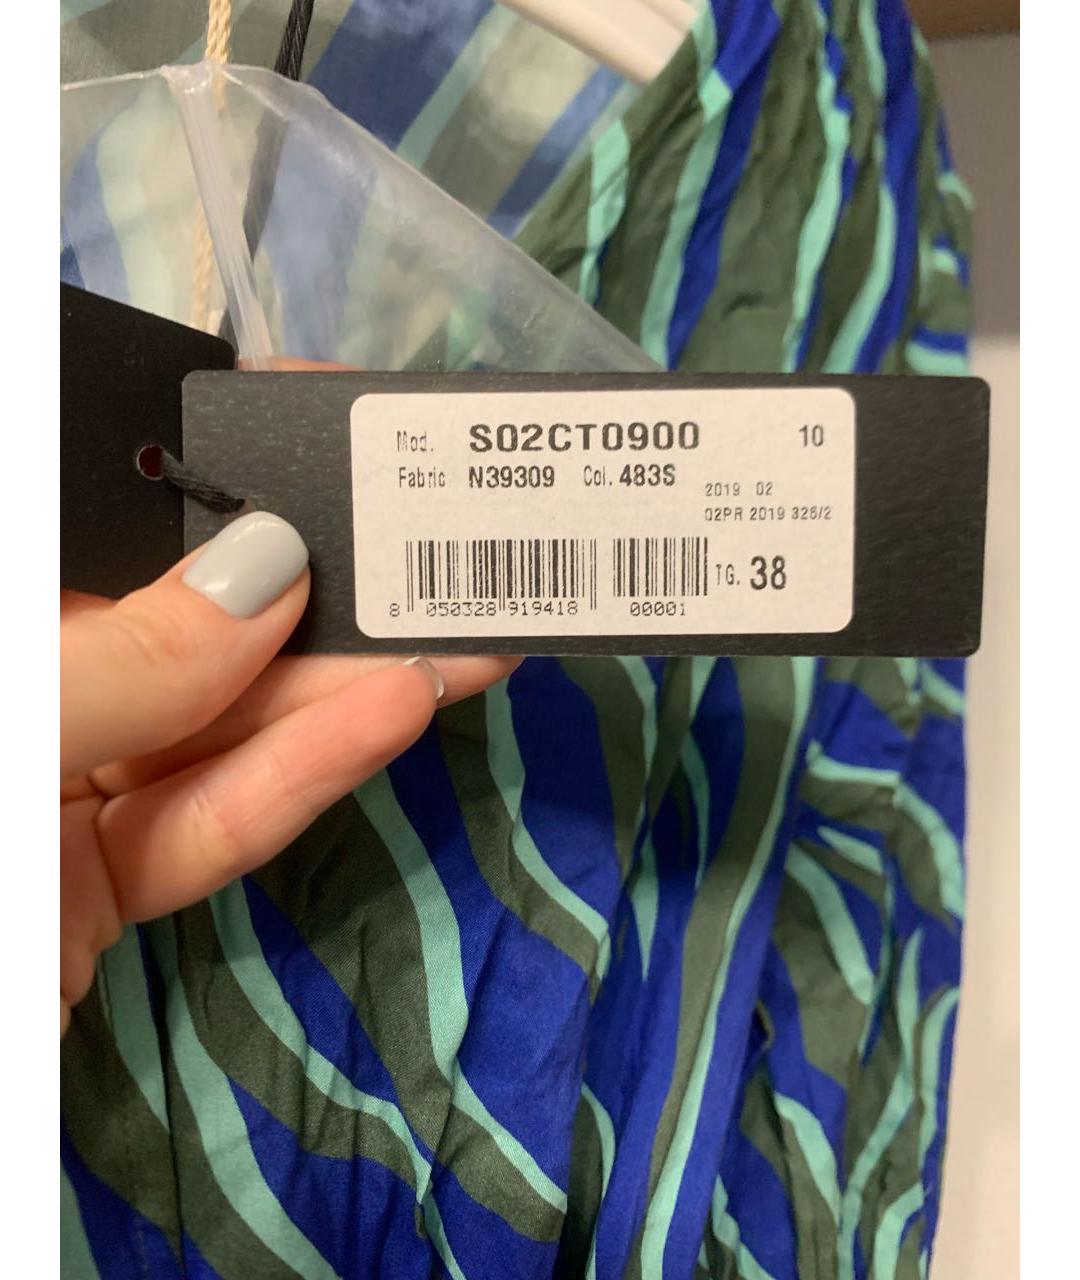 Mod. S02CT0900 10
Fabric N39309 Col. 483S
2019 02
02PR 2019 326/2
TG. 38
8 050328 919418 00001